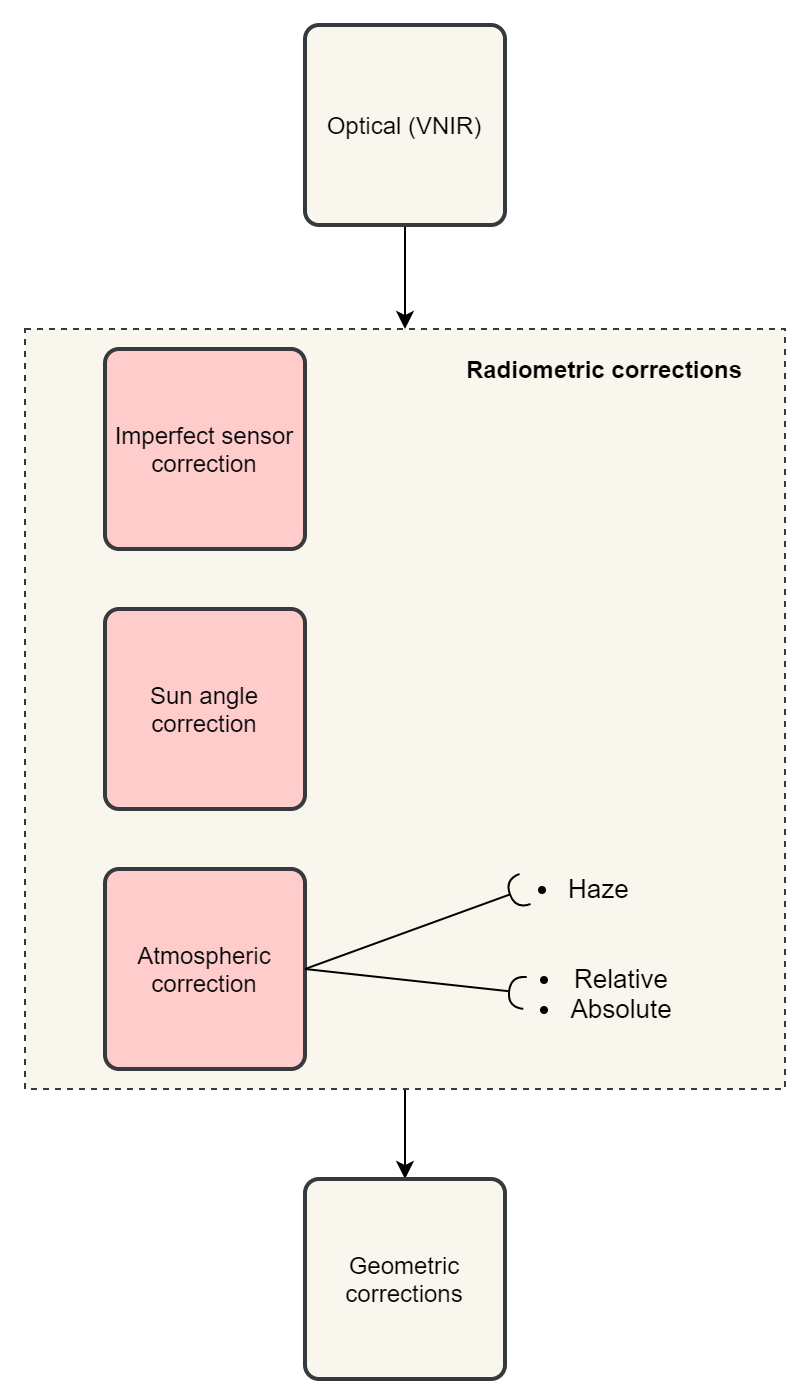 Optical (VNIR)
Radiometric corrections
Imperfect sensor
correction
Sun angle
correction
Atmospheric
correction
• Haze
• Relative
• Absolute
Geometric
corrections